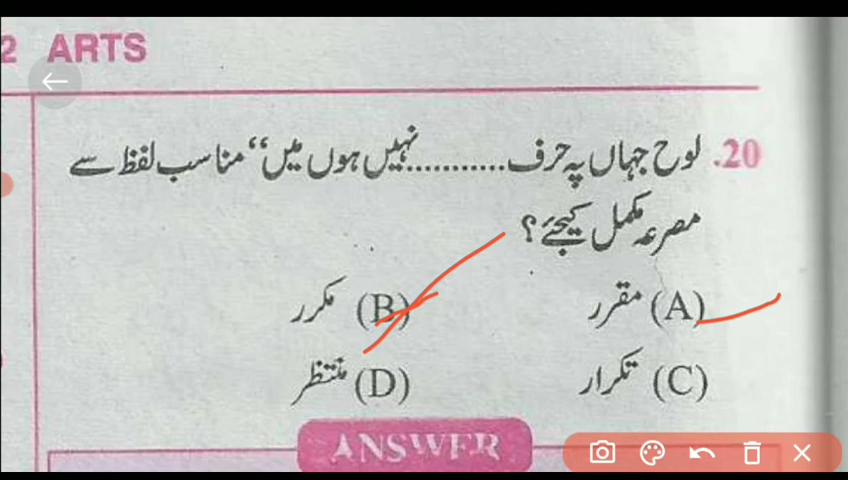 2 ARTS
20. لوح جہاں پہ حرف...........نہیں ہوں میں‘‘ مناسب لفظ سے
مصرعہ مکمل کیجئے؟
(A) مقرر (B) مکرر
(C) تکرار (D) منتظر
ANSWER